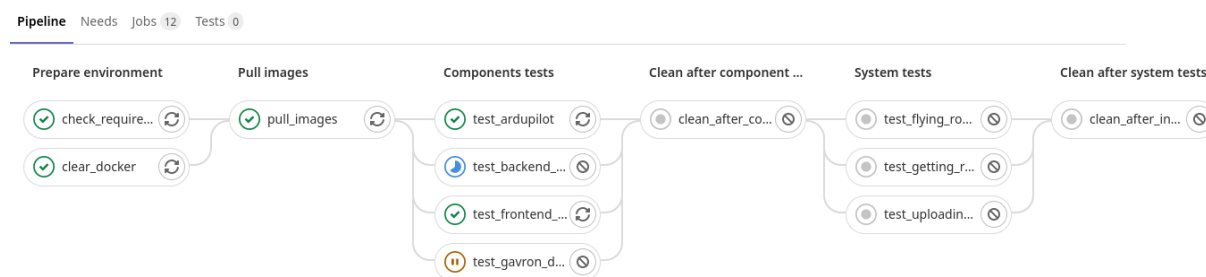 Pipeline Needs Jobs 12 Tests 0
Prepare environment Pull images Components tests Clean after component ... System tests Clean after system tests
check_require... pull_images test_ardupilot clean_after_co... test_flying_ro... clean_after_in...
clear_docker test_backend_... test_getting_r...
test_frontend_... test_uploadin...
test_gavron_d...